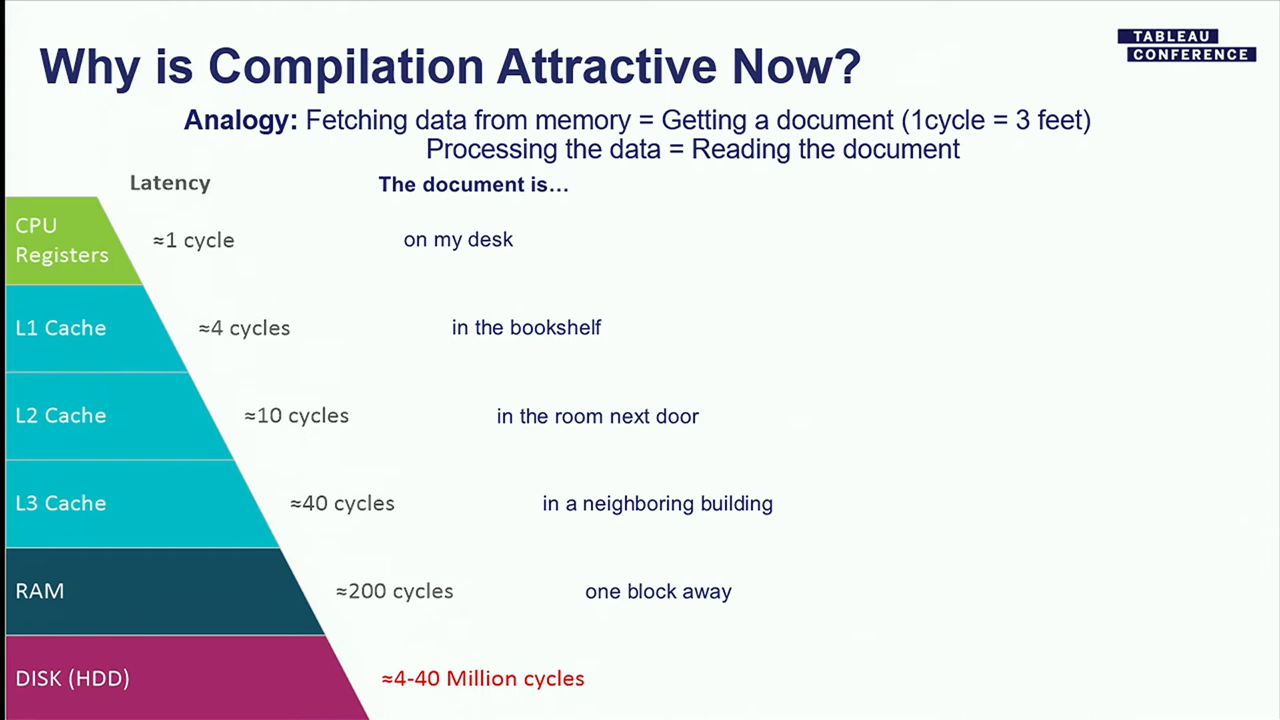 Why is Compilation Attractive Now?
TABLEAU
CONFERENCE
Analogy: Fetching data from memory = Getting a document (1cycle = 3 feet)
Processing the data = Reading the document
Latency
The document is...
CPU
Registers
≈1 cycle
on my desk
L1 Cache
≈4 cycles
in the bookshelf
L2 Cache
≈10 cycles
in the room next door
L3 Cache
≈40 cycles
in a neighboring building
RAM
≈200 cycles
one block away
DISK (HDD)
≈4-40 Million cycles